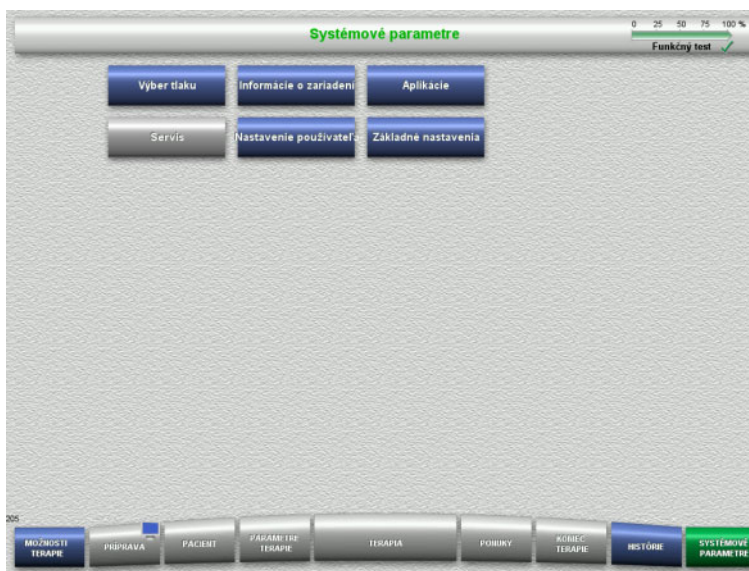 Systémové parametre
0 25 50 75 100 %
Funkčný test
Výber tlaku
Informácie o zariadení
Aplikácie
Servis
Nastavenie používateľa
Základné nastavenia
205
MOŽNOSTI
TERAPIE
PRÍPRAVA
PACIENT
PARAMETRE
TERAPIE
TERAPIA
PONUKY
KONIEC
TERAPIE
HISTÓRIE
SYSTÉMOVÉ
PARAMETRE